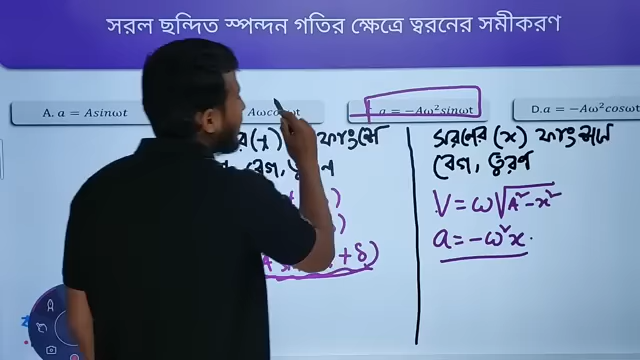 সরল ছন্দিত স্পন্দন গতির ক্ষেত্রে ত্বরনের সমীকরণ
A. a = Asinωt
Aωcosωt
a = −Aω²sinωt
D.a = −Aω²cosωt
(x) ফাংশনে
বেগ, ত্বরণ
+ δ)
সরণের (x) ফাংশনে
বেগ, ত্বরণ
V = ω√A²−x²
a = −ω²x.